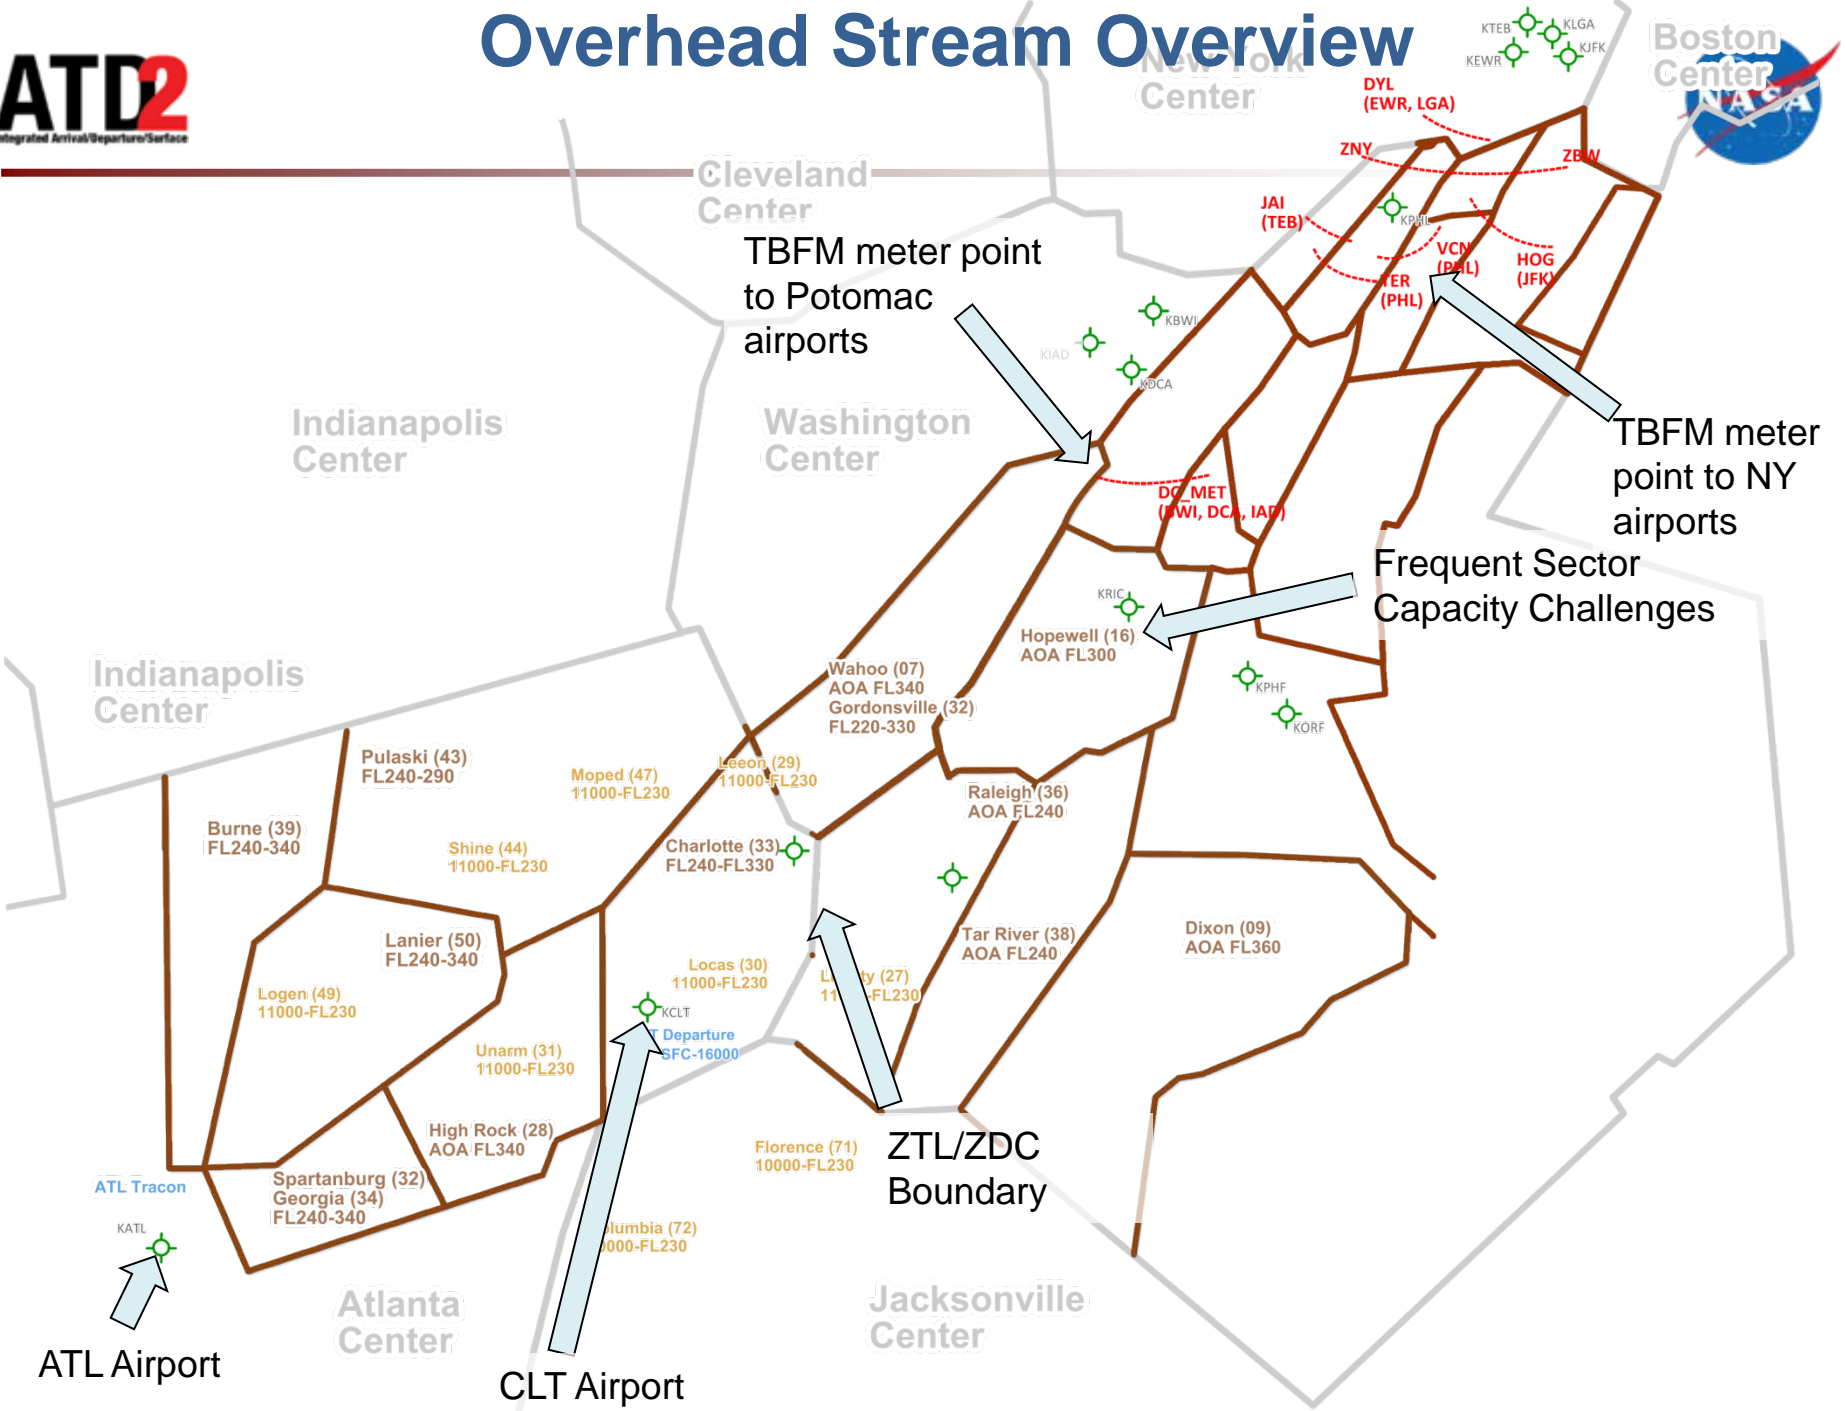 Overhead Stream Overview
ATD2
Integrated Arrival/Departure/Surface
NASA
New York
Center
Boston
Center
KTEB
KLGA
KEWR
KJFK
DYL
(EWR, LGA)
ZNY
ZBW
Cleveland
Center
JAI
(TEB)
KPHL
VCN
(PHL)
HOG
(JFK)
TER
(PHL)
TBFM meter point
to Potomac
airports
KBWI
KIAD
KDCA
Indianapolis
Center
Washington
Center
TBFM meter
point to NY
airports
DC_MET
(BWI, DCA, IAD)
Frequent Sector
Capacity Challenges
KRIC
Hopewell (16)
AOA FL300
Indianapolis
Center
Wahoo (07)
AOA FL340
Gordonsville (32)
FL220-330
KPHF
KORF
Pulaski (43)
FL240-290
Moped (47)
11000-FL230
Leeon (29)
11000-FL230
Raleigh (36)
AOA FL240
Burne (39)
FL240-340
Shine (44)
11000-FL230
Charlotte (33)
FL240-FL330
Lanier (50)
FL240-340
Tar River (38)
AOA FL240
Dixon (09)
AOA FL360
Logen (49)
11000-FL230
Locas (30)
11000-FL230
(27)
-FL230
KCLT
Departure
SFC-16000
Unarm (31)
11000-FL230
High Rock (28)
AOA FL340
Florence (71)
10000-FL230
ZTL/ZDC
Boundary
ATL Tracon
Spartanburg (32)
Georgia (34)
FL240-340
KATL
(72)
-FL230
Atlanta
Center
Jacksonville
Center
ATL Airport
CLT Airport